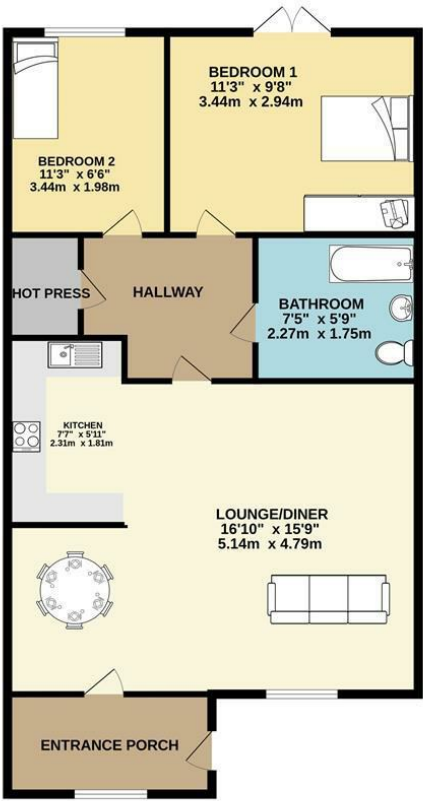 BEDROOM 1
11'3" x 9'8"
3.44m x 2.94m
BEDROOM 2
11'3" x 6'6"
3.44m x 1.98m
HOT PRESS
HALLWAY
BATHROOM
7'5" x 5'9"
2.27m x 1.75m
KITCHEN
7'7" x 5'11"
2.31m x 1.81m
LOUNGE/DINER
16'10" x 15'9"
5.14m x 4.79m
ENTRANCE PORCH